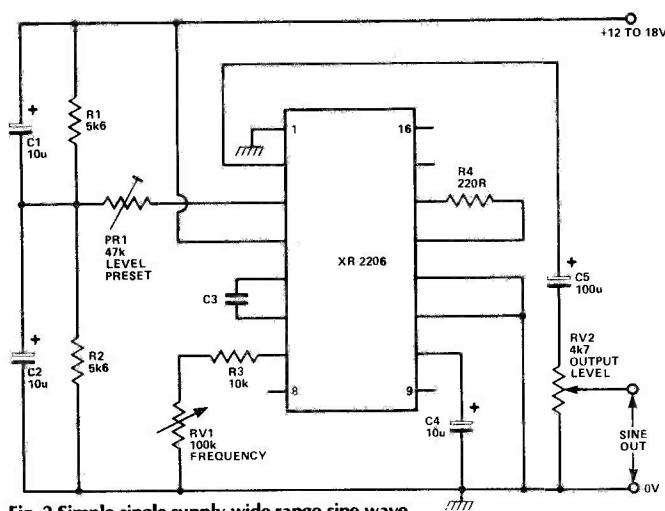 +12 TO 18V
+
C1
10u
R1
5k6
1
16
R4
220R
PR1
47k
LEVEL
PRESET
XR 2206
+
C5
100u
C3
+
C2
10u
R2
5k6
R3
10k
RV2
4k7
OUTPUT
LEVEL
8
9
RV1
100k
FREQUENCY
C4
10u
+
SINE
OUT
0V
Fig. 2 Simple single supply wide range sine wave